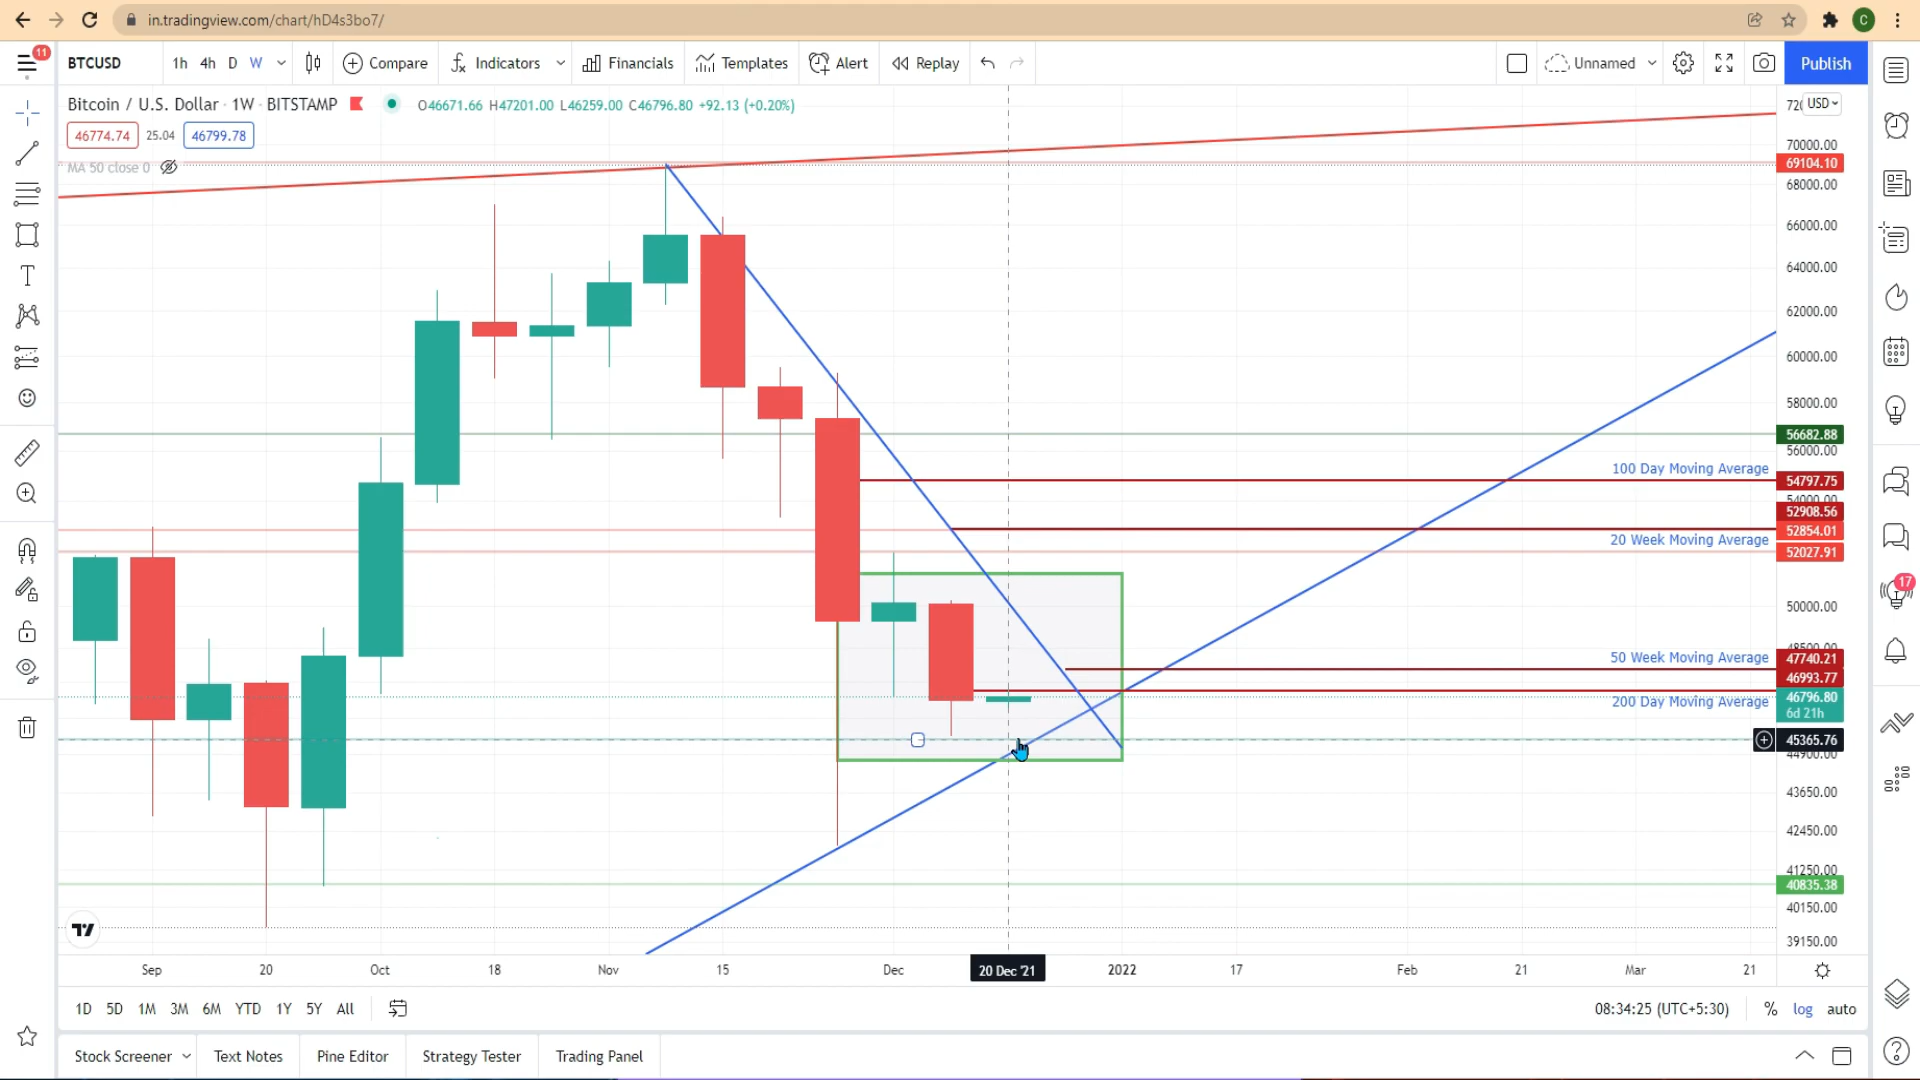 in.tradingview.com/chart/hD4s3bo7/
C
11
BTCUSD
1h 4h D W
Compare
Indicators
Financials
Templates
Alert
Replay
Unnamed
Publish
Bitcoin / U.S. Dollar · 1W · BITSTAMP
O46671.66 H47201.00 L46259.00 C46796.80 +92.13 (+0.20%)
46774.74 25.04 46799.78
MA 50 close 0
USD
70000.00
69104.10
68000.00
66000.00
64000.00
62000.00
60000.00
58000.00
56682.88
56000.00
100 Day Moving Average
54797.75
54000.00
52908.56
52854.01
20 Week Moving Average
52027.91
17
50000.00
48500.00
50 Week Moving Average
47740.21
46993.77
46796.80
200 Day Moving Average
6d 21h
45365.76
44900.00
43650.00
42450.00
41250.00
40835.38
40150.00
39150.00
Sep 20 Oct 18 Nov 15 Dec 20 Dec '21 2022 17 Feb 21 Mar 21
1D 5D 1M 3M 6M YTD 1Y 5Y All
08:34:25 (UTC+5:30) % log auto
Stock Screener
Text Notes
Pine Editor
Strategy Tester
Trading Panel